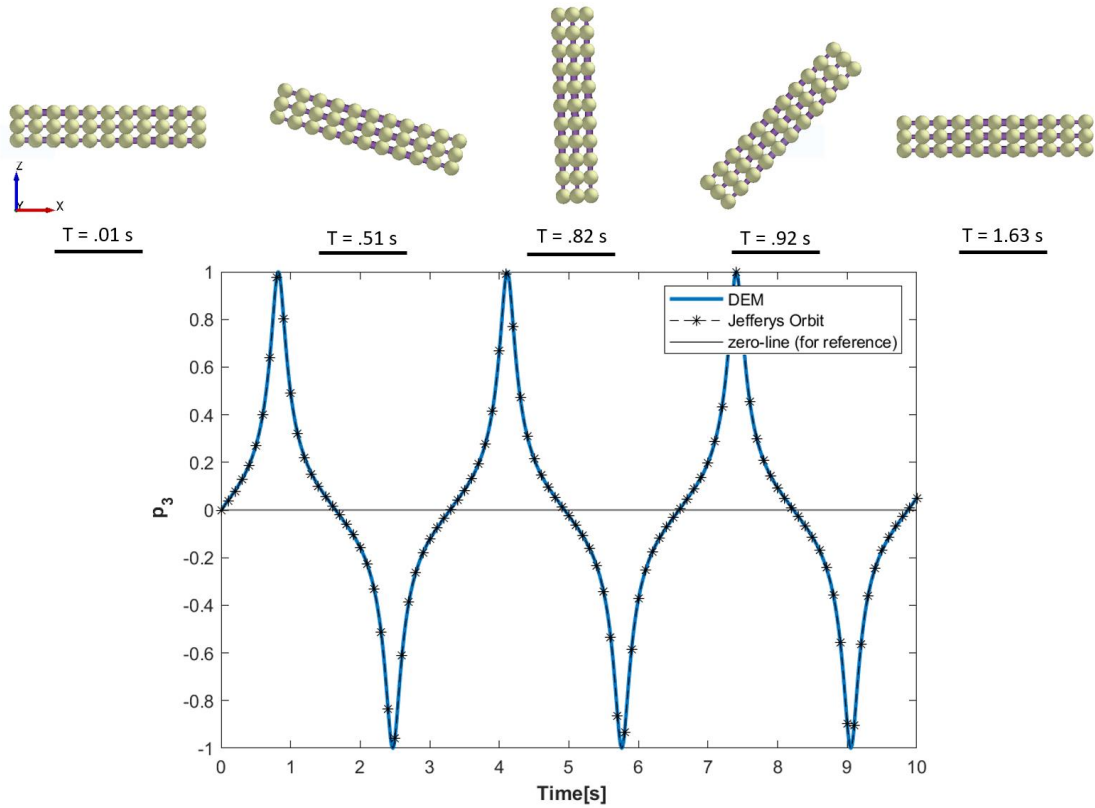 Z
Y X
T = .01 s
T = .51 s
T = .82 s
T = .92 s
T = 1.63 s
1
0.8
0.6
0.4
0.2
0
-0.2
-0.4
-0.6
-0.8
-1
p3
DEM
Jefferys Orbit
zero-line (for reference)
0 1 2 3 4 5 6 7 8 9 10
Time[s]